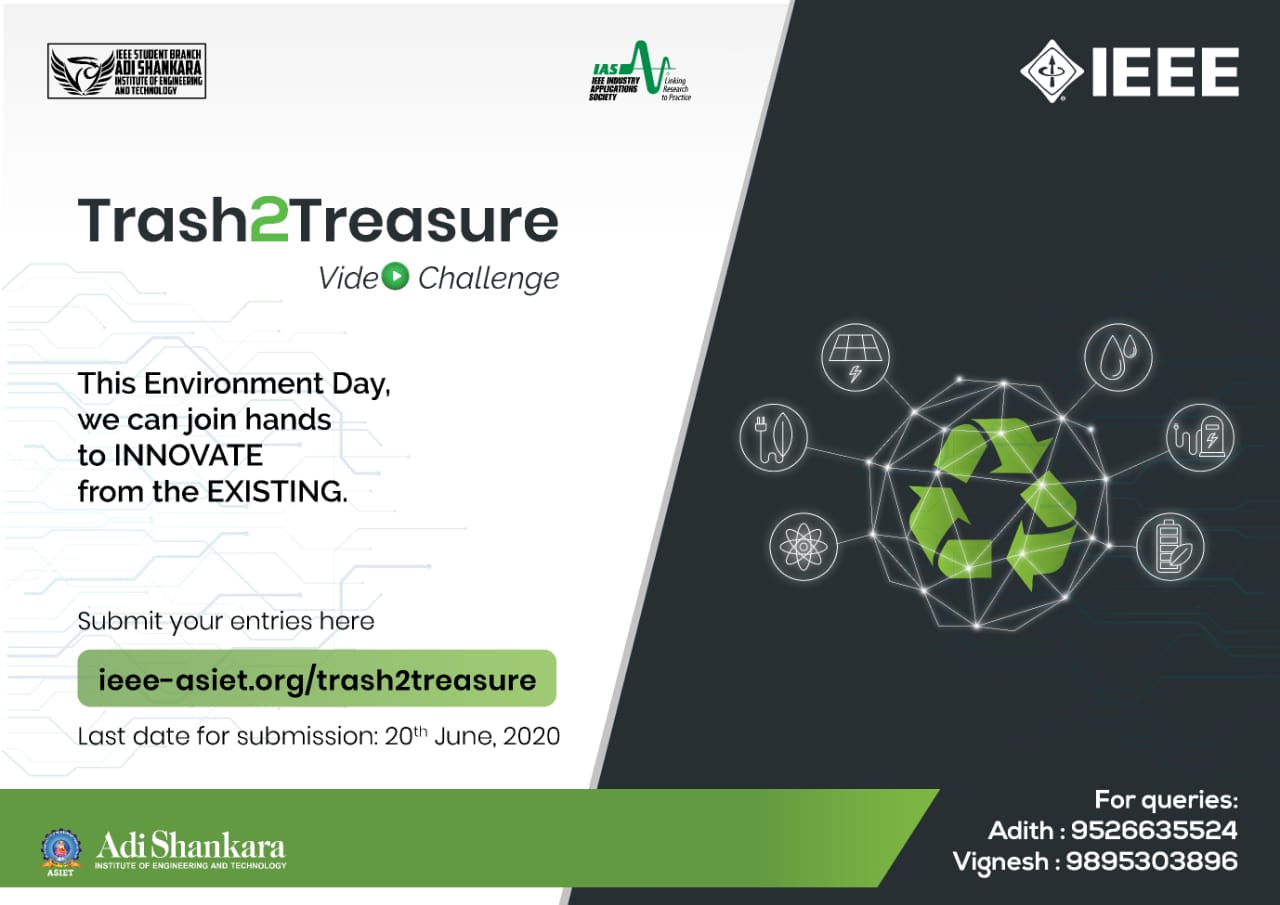 IEEE STUDENT BRANCH
ADI SHANKARA
INSTITUTE OF ENGINEERING
AND TECHNOLOGY
IAS
IEEE INDUSTRY
APPLICATIONS
SOCIETY
Linking
Research
to Practice
®
IEEE
®
Trash2Treasure
Video Challenge
This Environment Day,
we can join hands
to INNOVATE
from the EXISTING.
Submit your entries here
ieee-asiet.org/trash2treasure
Last date for submission: 20th June, 2020
ASIET
Adi Shankara
INSTITUTE OF ENGINEERING AND TECHNOLOGY
For queries:
Adith : 9526635524
Vignesh : 9895303896